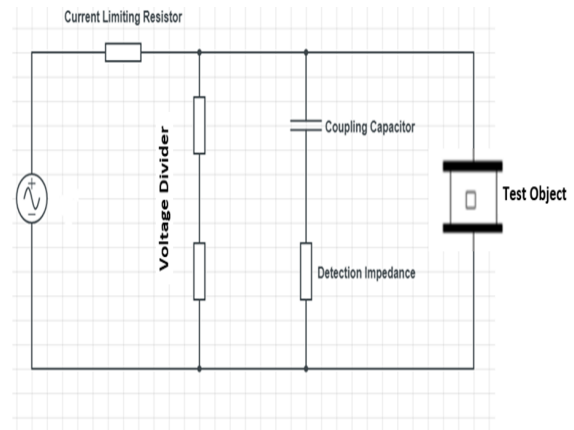 Current Limiting Resistor
Voltage Divider
Coupling Capacitor
Test Object
Detection Impedance